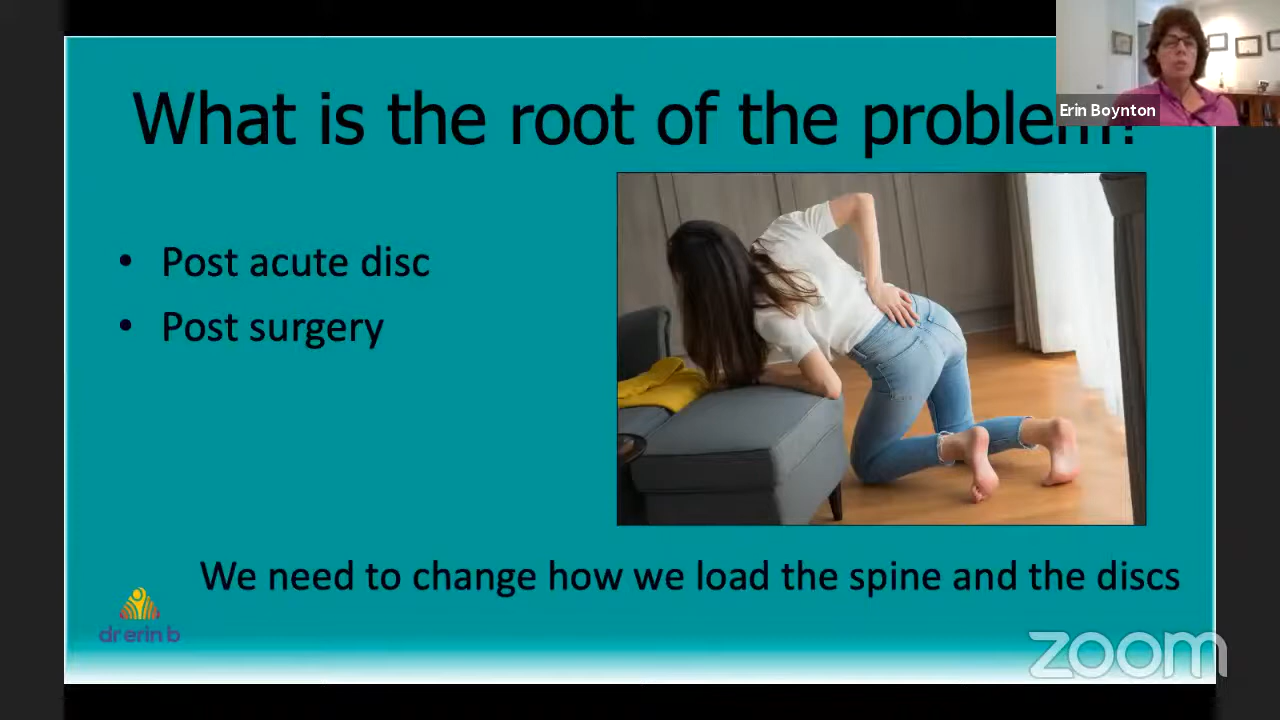 What is the root of the problem?
Erin Boynton
• Post acute disc
• Post surgery
We need to change how we load the spine and the discs
dr erin b
zoom